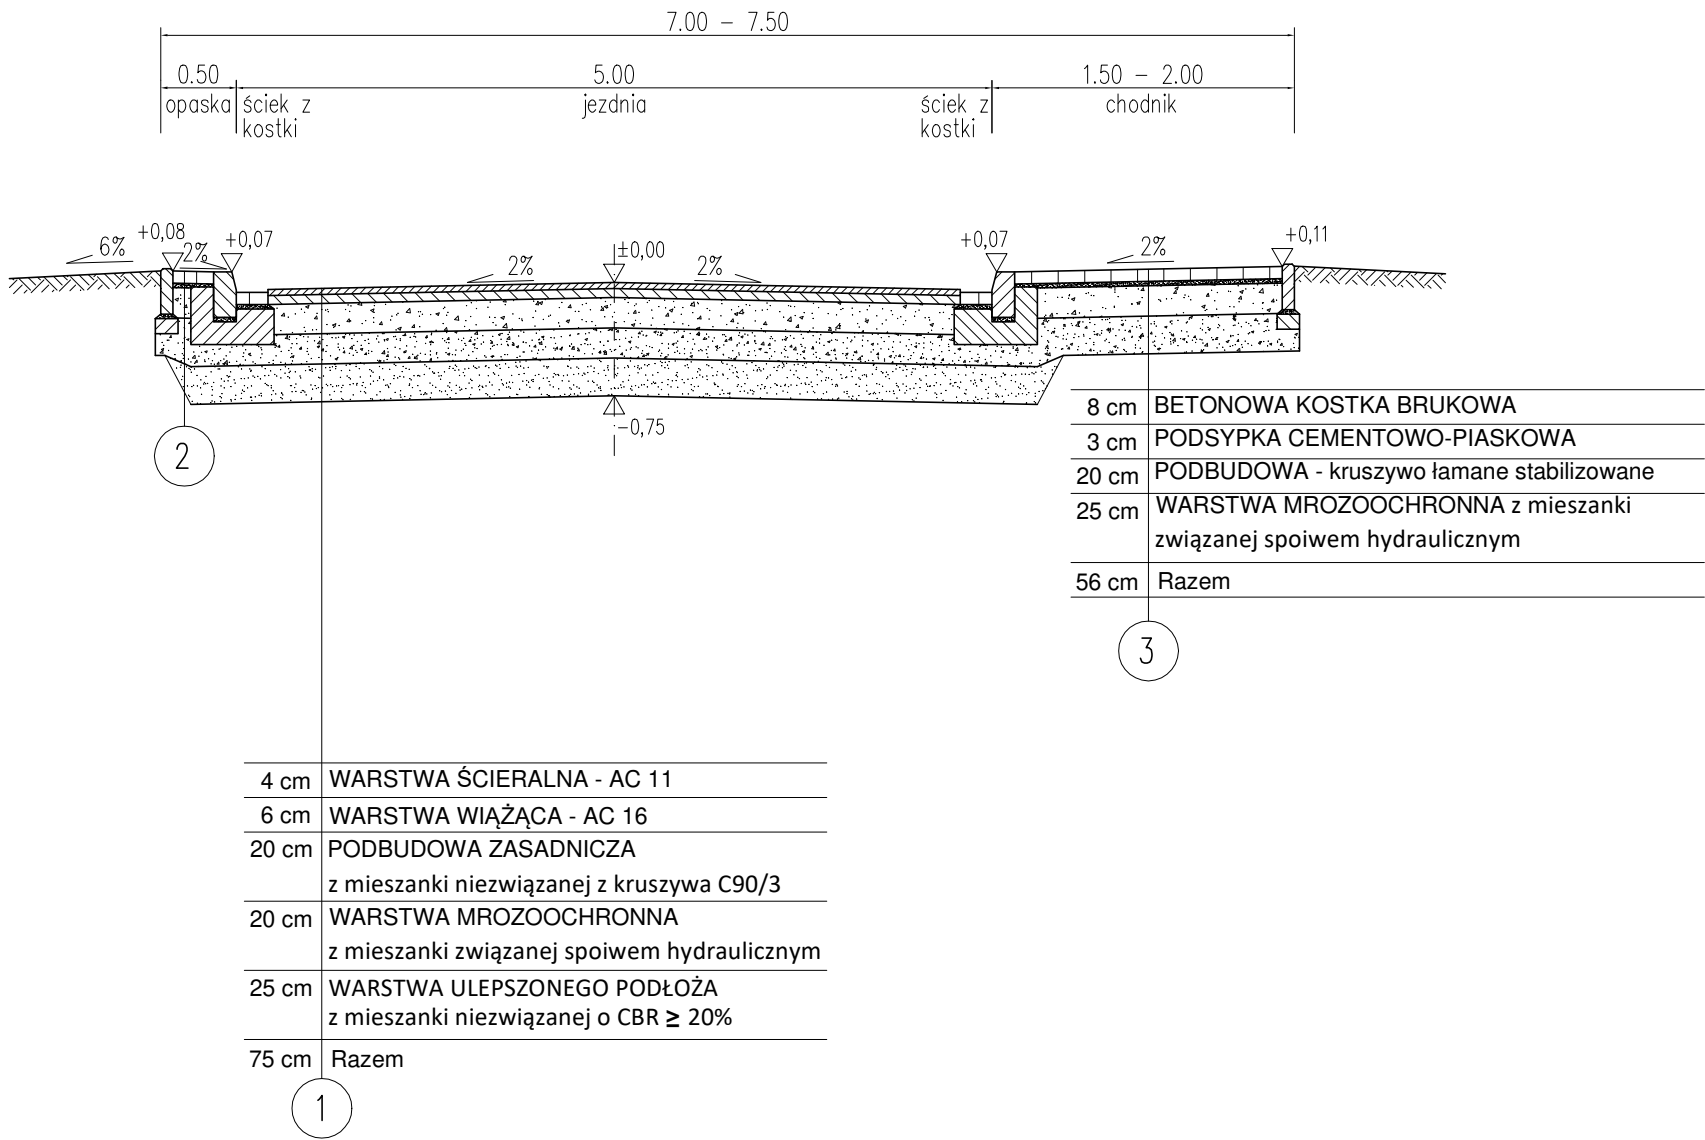 7.00 – 7.50
0.50 5.00 1.50 – 2.00
opaska ściek z jezdnia ściek z chodnik
kostki kostki
6% +0,08 2% +0,07 ±0,00 +0,07 2% +0,11
2% 2%
-0,75
2
8 cm BETONOWA KOSTKA BRUKOWA
3 cm PODSYPKA CEMENTOWO-PIASKOWA
20 cm PODBUDOWA - kruszywo łamane stabilizowane
25 cm WARSTWA MROZOOCHRONNA z mieszanki
związanej spoiwem hydraulicznym
56 cm Razem
3
4 cm WARSTWA ŚCIERALNA - AC 11
6 cm WARSTWA WIĄŻĄCA - AC 16
20 cm PODBUDOWA ZASADNICZA
z mieszanki niezwiązanej z kruszywa C90/3
20 cm WARSTWA MROZOOCHRONNA
z mieszanki związanej spoiwem hydraulicznym
25 cm WARSTWA ULEPSZONEGO PODŁOŻA
z mieszanki niezwiązanej o CBR ≥ 20%
75 cm Razem
1